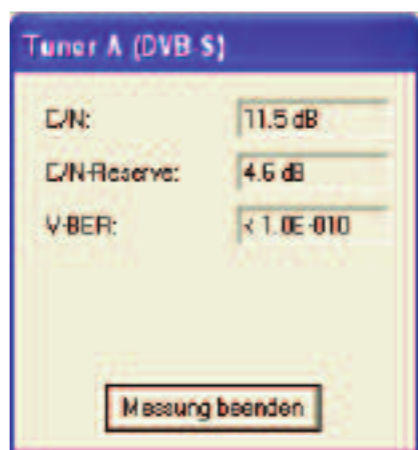 Tuner A (DVB-S)
C/N: 11.5 dB
C/N-Reserve: 4.6 dB
V-BER: < 1.0E-010
Messung beenden